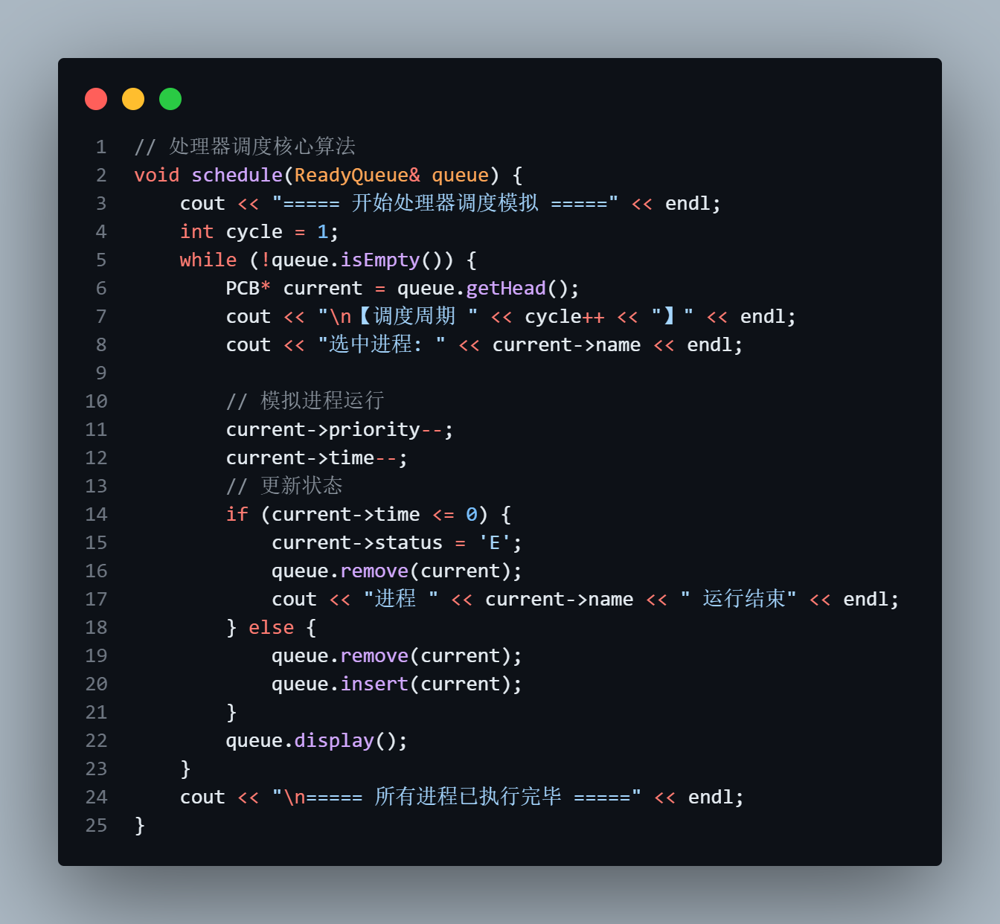 1 // 处理器调度核心算法
2 void schedule(ReadyQueue& queue) {
3     cout << "===== 开始处理器调度模拟 =====" << endl;
4     int cycle = 1;
5     while (!queue.isEmpty()) {
6         PCB* current = queue.getHead();
7         cout << "\n【调度周期 " << cycle++ << "】" << endl;
8         cout << "选中进程: " << current->name << endl;
9
10         // 模拟进程运行
11         current->priority--;
12         current->time--;
13         // 更新状态
14         if (current->time <= 0) {
15             current->status = 'E';
16             queue.remove(current);
17             cout << "进程 " << current->name << " 运行结束" << endl;
18         } else {
19             queue.remove(current);
20             queue.insert(current);
21         }
22         queue.display();
23     }
24     cout << "\n===== 所有进程已执行完毕 =====" << endl;
25 }